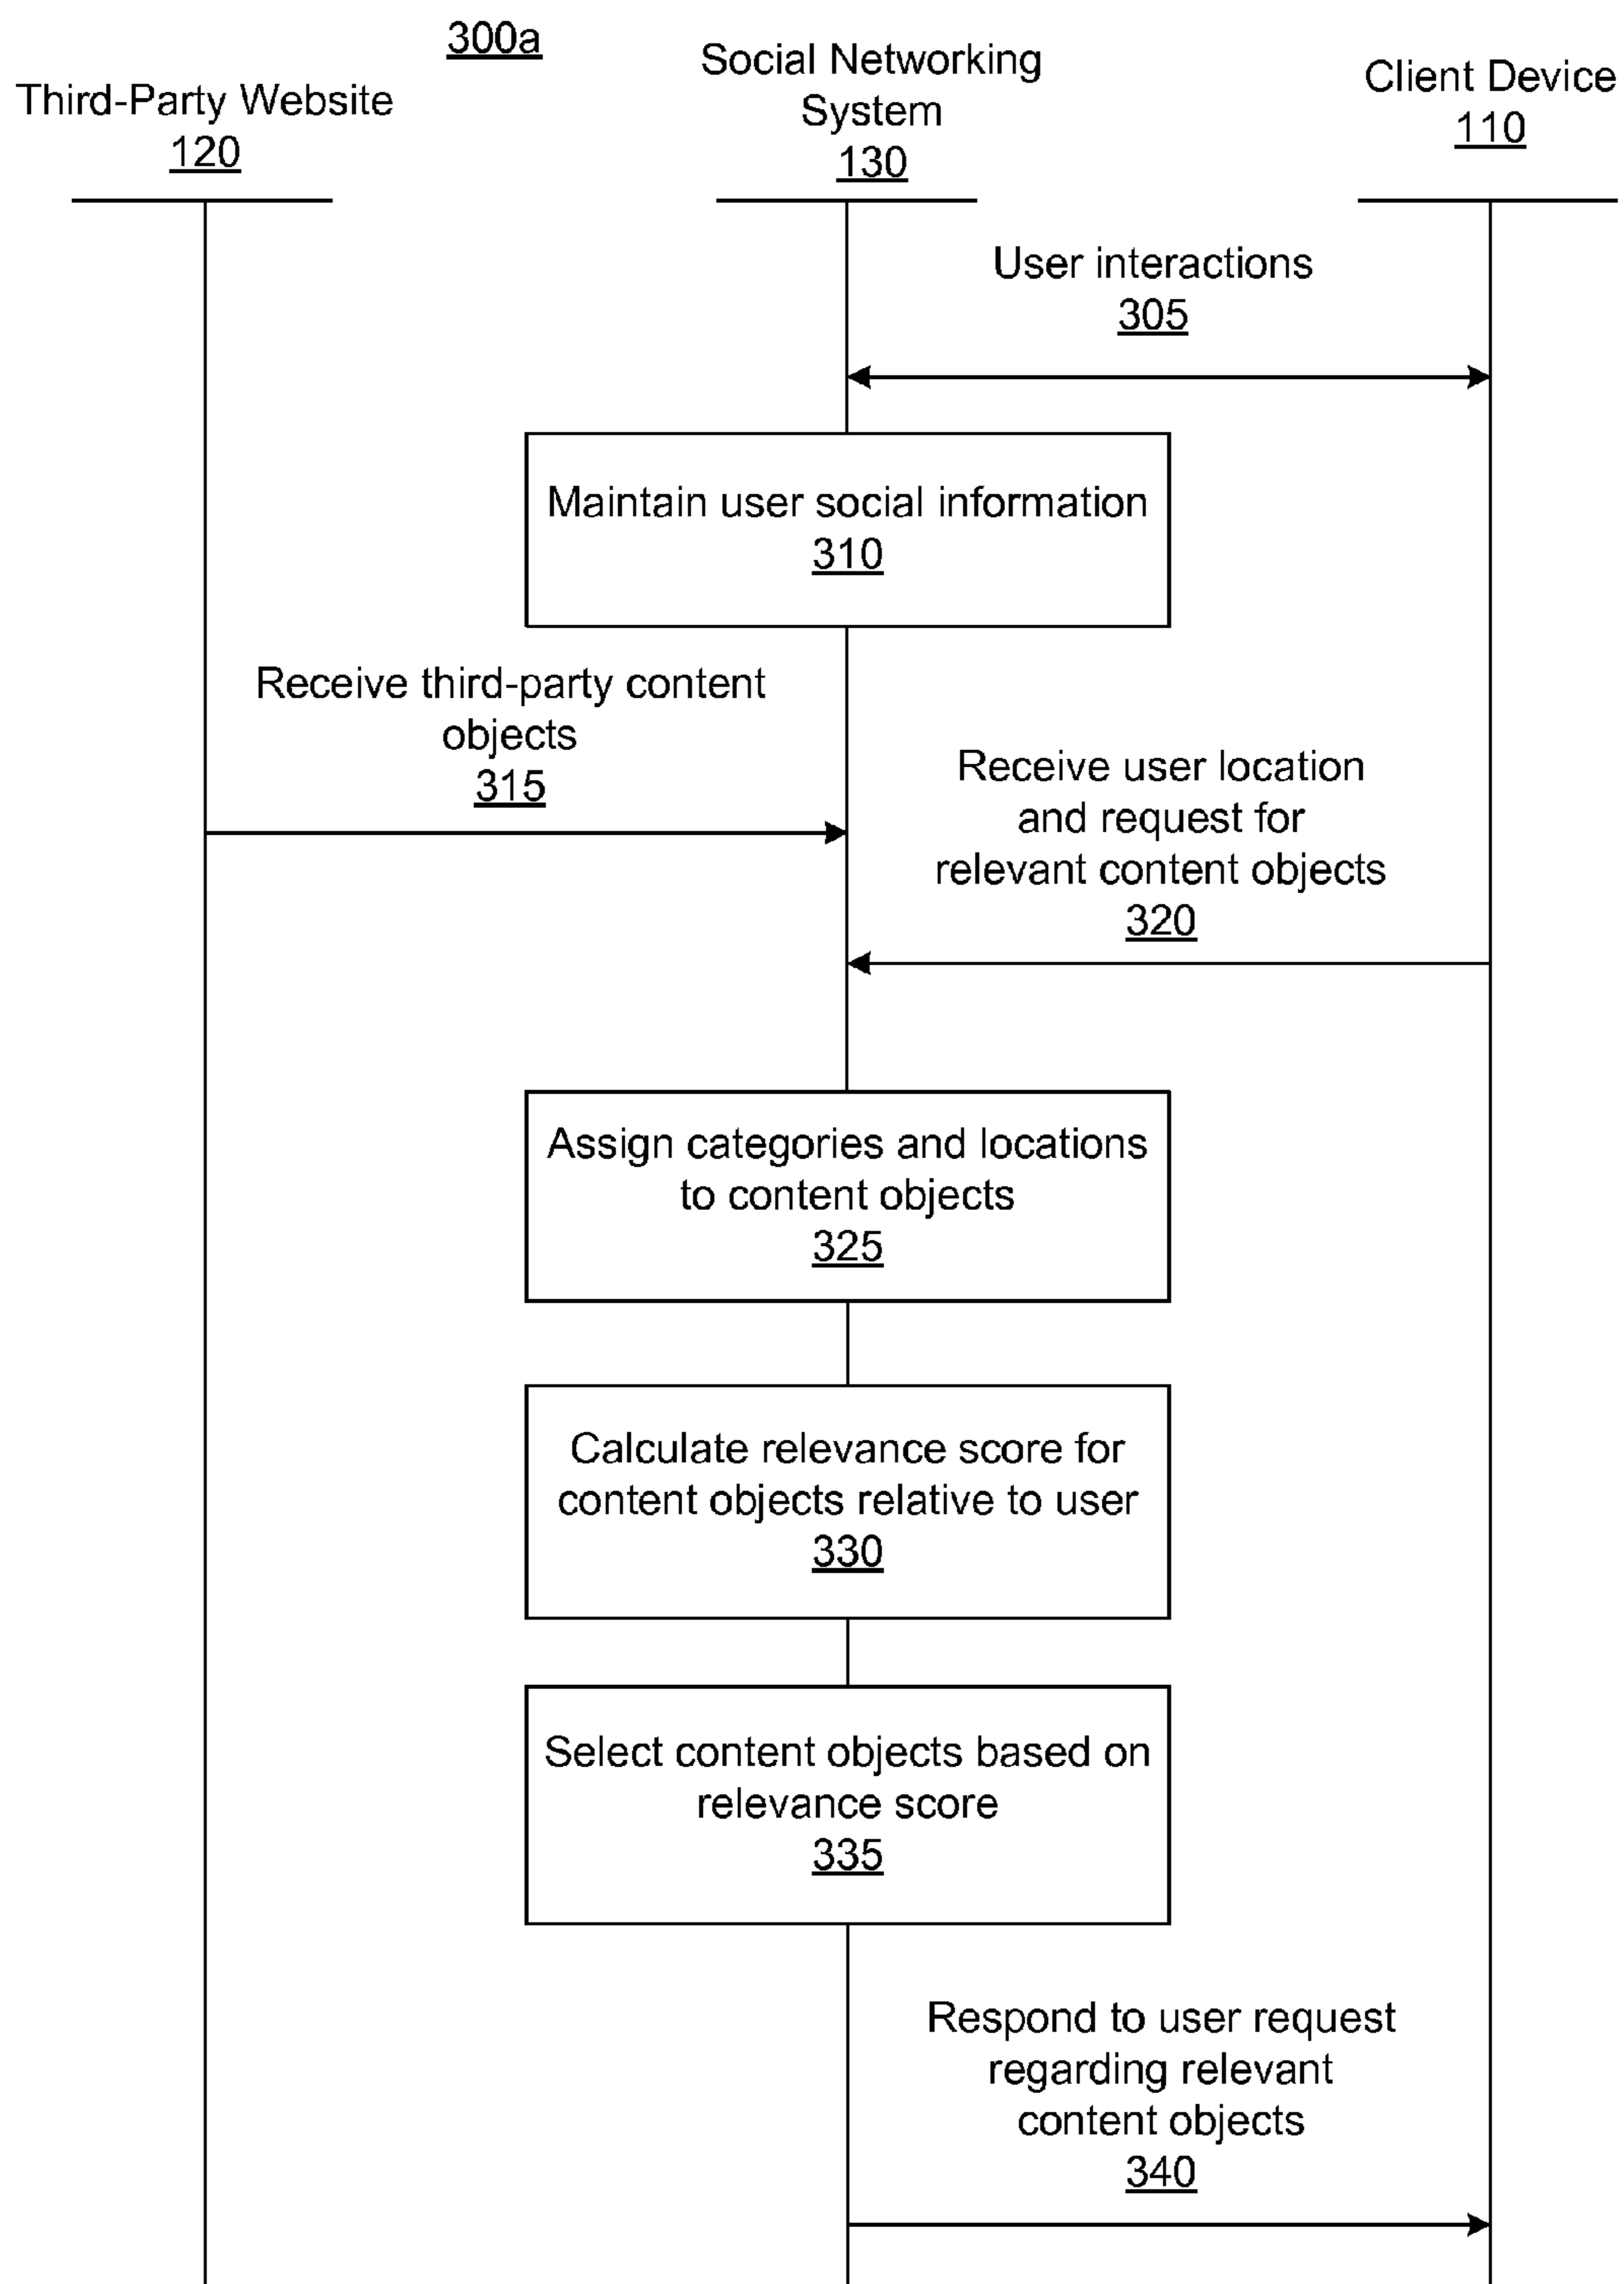 300a
Third-Party Website
120
Social Networking
System
130
Client Device
110
User interactions
305
Maintain user social information
310
Receive third-party content
objects
315
Receive user location
and request for
relevant content objects
320
Assign categories and locations
to content objects
325
Calculate relevance score for
content objects relative to user
330
Select content objects based on
relevance score
335
Respond to user request
regarding relevant
content objects
340